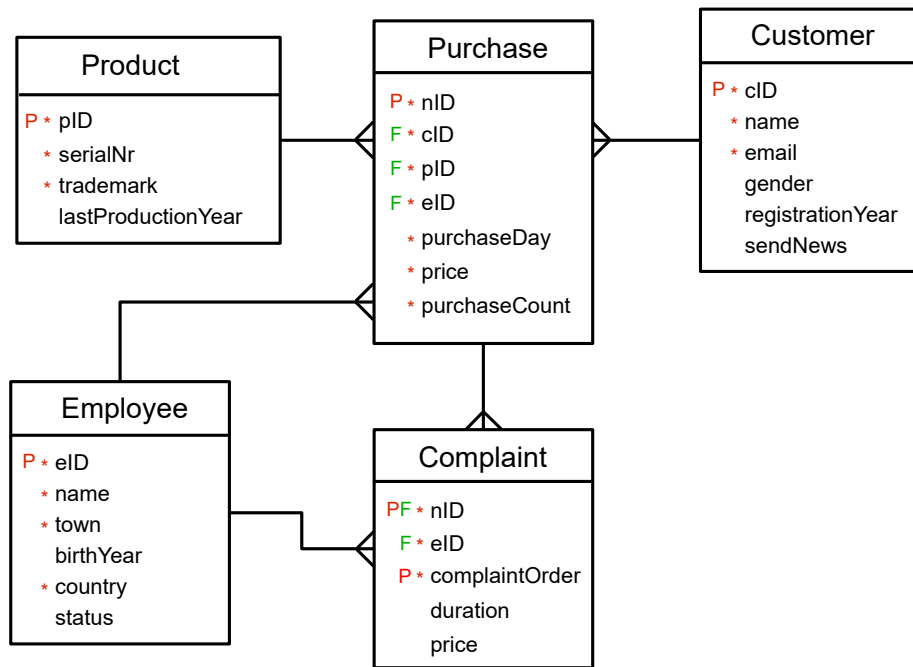 Product
P * pID
* serialNr
* trademark
lastProductionYear
Purchase
P * nID
F * cID
F * pID
F * eID
* purchaseDay
* price
* purchaseCount
Customer
P * cID
* name
* email
gender
registrationYear
sendNews
Employee
P * eID
* name
* town
birthYear
* country
status
Complaint
PF * nID
F * eID
P * complaintOrder
duration
price